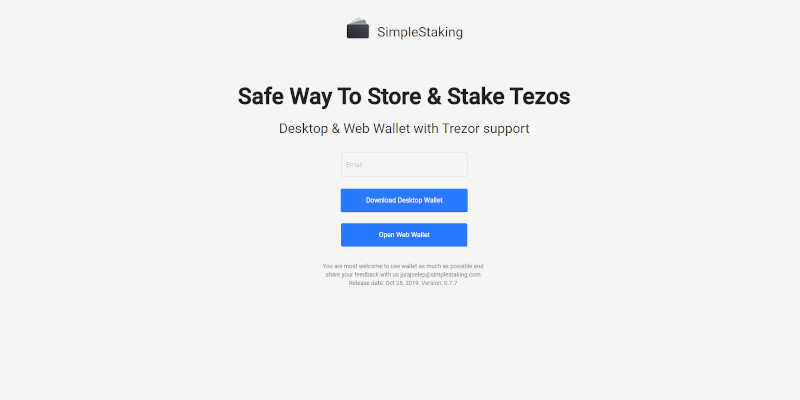 SimpleStaking
Safe Way To Store & Stake Tezos
Desktop & Web Wallet with Trezor support
Email
Download Desktop Wallet
Open Web Wallet
You are most welcome to use wallet as much as possible and
share your feedback with us jurajselep@simplestaking.com
Release date: Oct 25, 2019 Version: 0.7.7